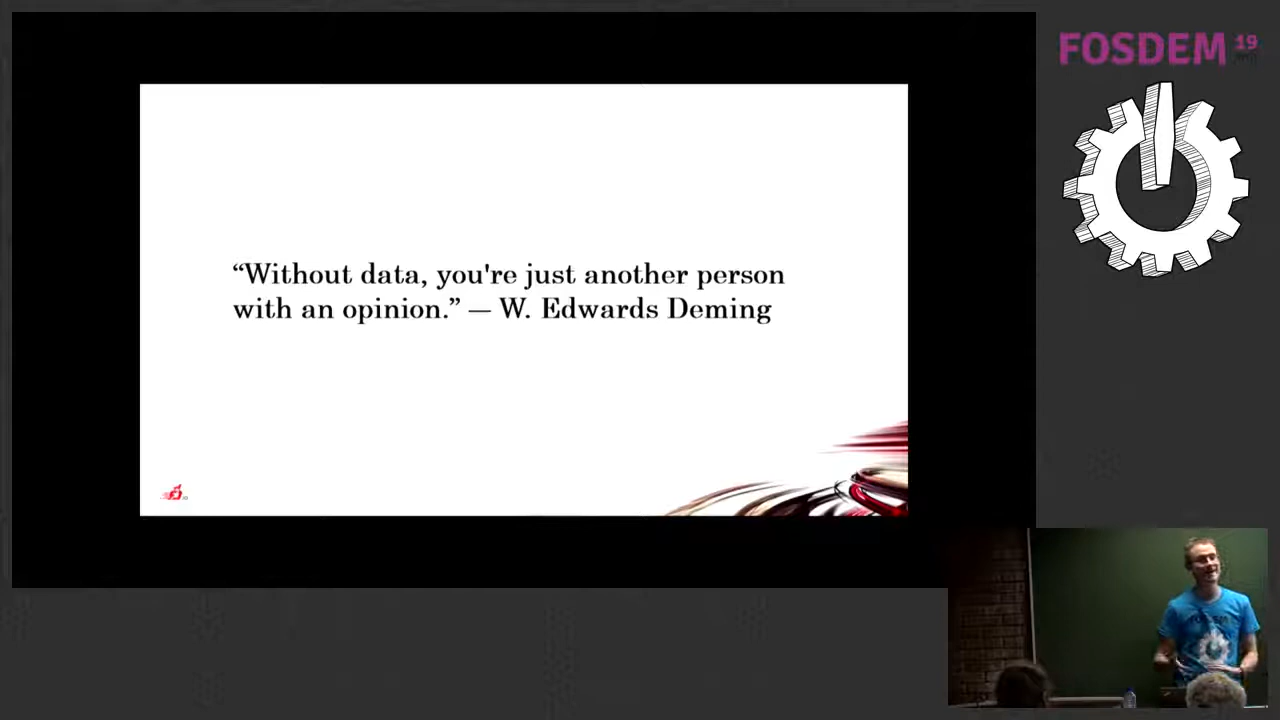 FOSDEM 19
“Without data, you're just another person
with an opinion.” — W. Edwards Deming